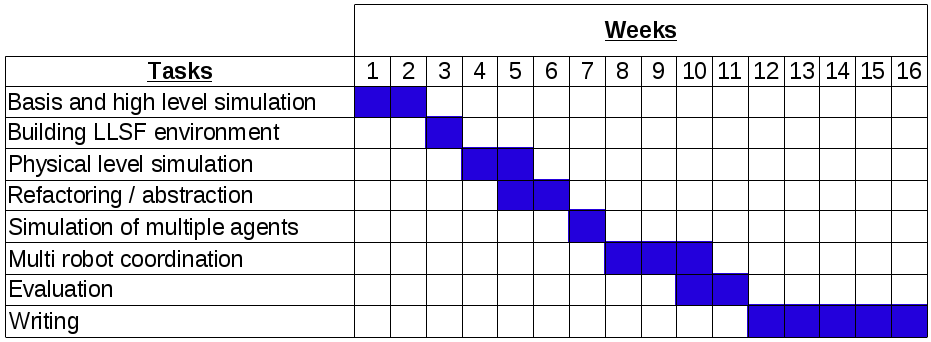 Weeks
Tasks 1 2 3 4 5 6 7 8 9 10 11 12 13 14 15 16
Basis and high level simulation
Building LLSF environment
Physical level simulation
Refactoring / abstraction
Simulation of multiple agents
Multi robot coordination
Evaluation
Writing